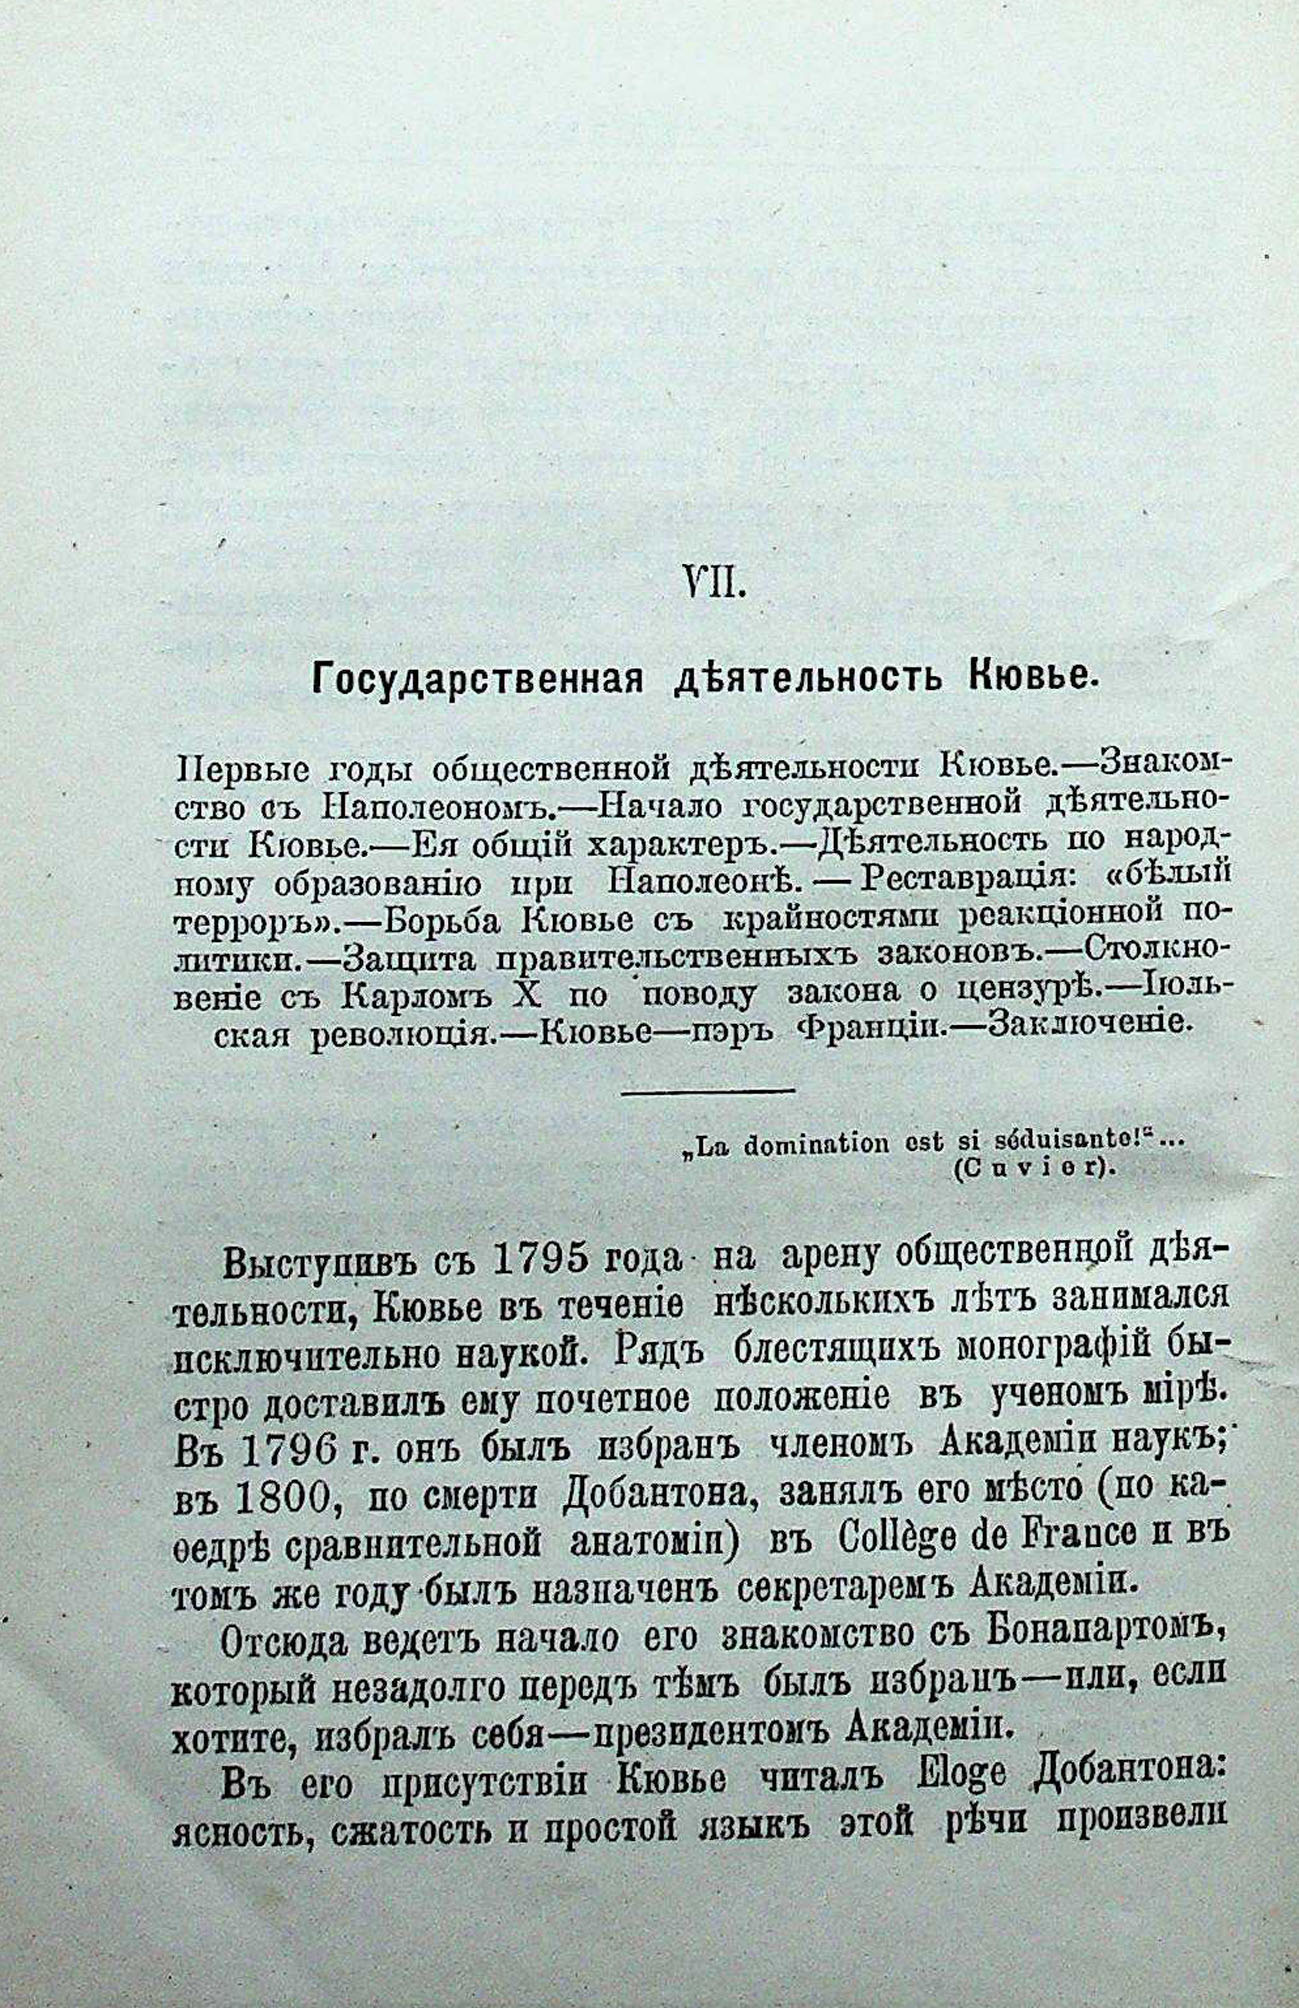 VII.
Государственная дѣятельность Кювье.
Первые годы общественной дѣятельности Кювье.—Знаком-
ство съ Наполеономъ.—Начало государственной дѣятельно-
сти Кювье.—Ея общій характеръ.—Дѣятельность по народ-
ному образованію при Наполеонѣ. — Реставрація: «бѣлый
терроръ».—Борьба Кювье съ крайностями реакціонной по-
литики.—Защита правительственныхъ законовъ.—Столкно-
веніе съ Карломъ X по поводу закона о цензурѣ.—Іюль-
ская революція.—Кювье—пэръ Франціи.—Заключеніе.
„La domination est si séduisante!“...
(Cuvier).
Выступивъ съ 1795 года на арену общественной дѣя-
тельности, Кювье въ теченіе нѣсколькихъ лѣтъ занимался
исключительно наукой. Рядъ блестящихъ монографій бы-
стро доставилъ ему почетное положеніе въ ученомъ мірѣ.
Въ 1796 г. онъ былъ избранъ членомъ Академіи наукъ;
въ 1800, по смерти Добантона, занялъ его мѣсто (по ка-
ѳедрѣ сравнительной анатоміи) въ Collège de France и въ
томъ же году былъ назначенъ секретаремъ Академіи.
Отсюда ведетъ начало его знакомство съ Бонапартомъ,
который незадолго передъ тѣмъ былъ избранъ—или, если
хотите, избралъ себя—президентомъ Академіи.
Въ его присутствіи Кювье читалъ Eloge Добантона:
ясность, сжатость и простой языкъ этой рѣчи произвели